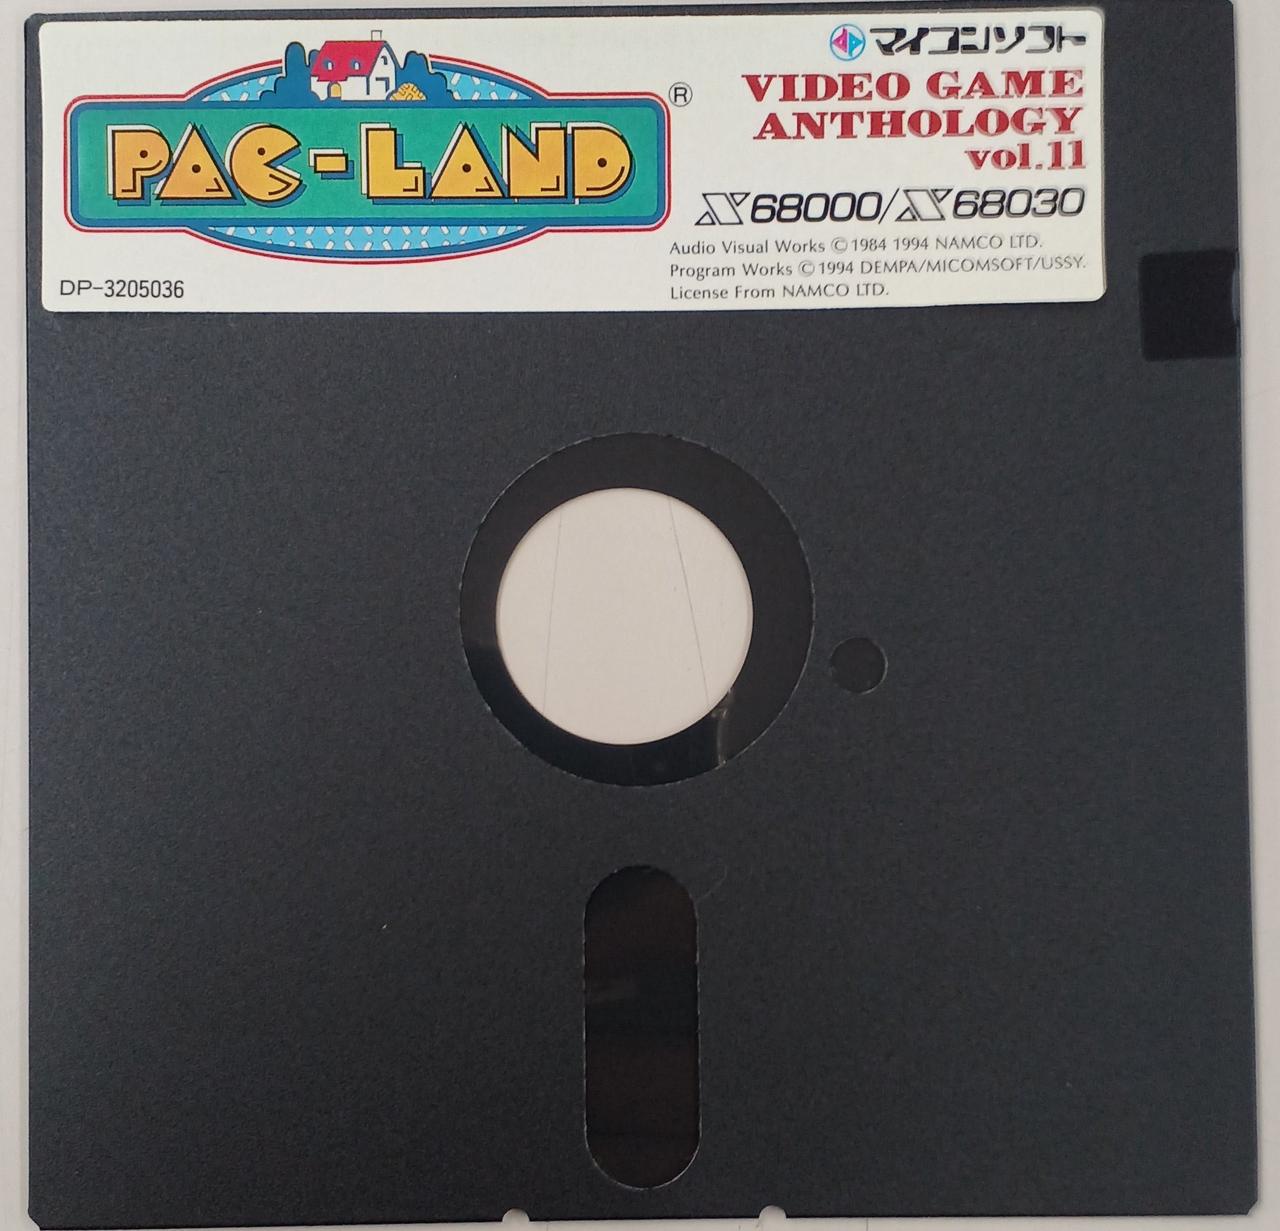 PAC-LAND
®
マイコンソフト
VIDEO GAME
ANTHOLOGY
vol.11
X68000/X68030
Audio Visual Works ©1984 1994 NAMCO LTD.
Program Works ©1994 DEMPA/MICOMSOFT/USSY.
License From NAMCO LTD.
DP-3205036